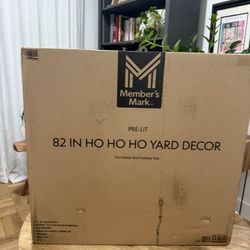 Member's
Mark
PRE-LIT
82 IN HO HO HO YARD DECOR
For Indoor and Outdoor Use